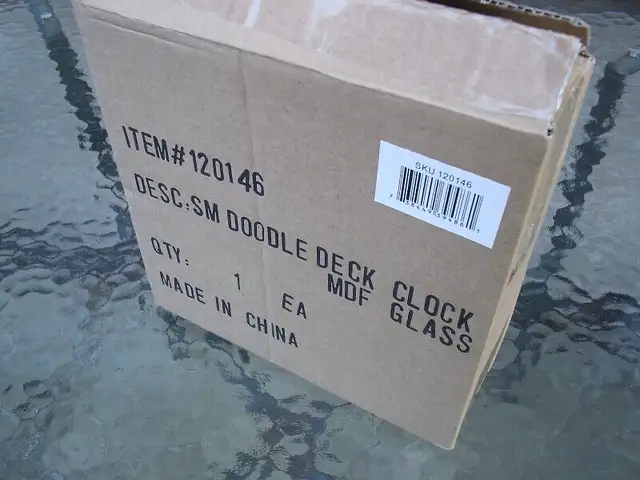 ITEM#120146
DESC:SM DOODLE DECK CLOCK
MDF GLASS
QTY: 1 EA
MADE IN CHINA
SKU 120146